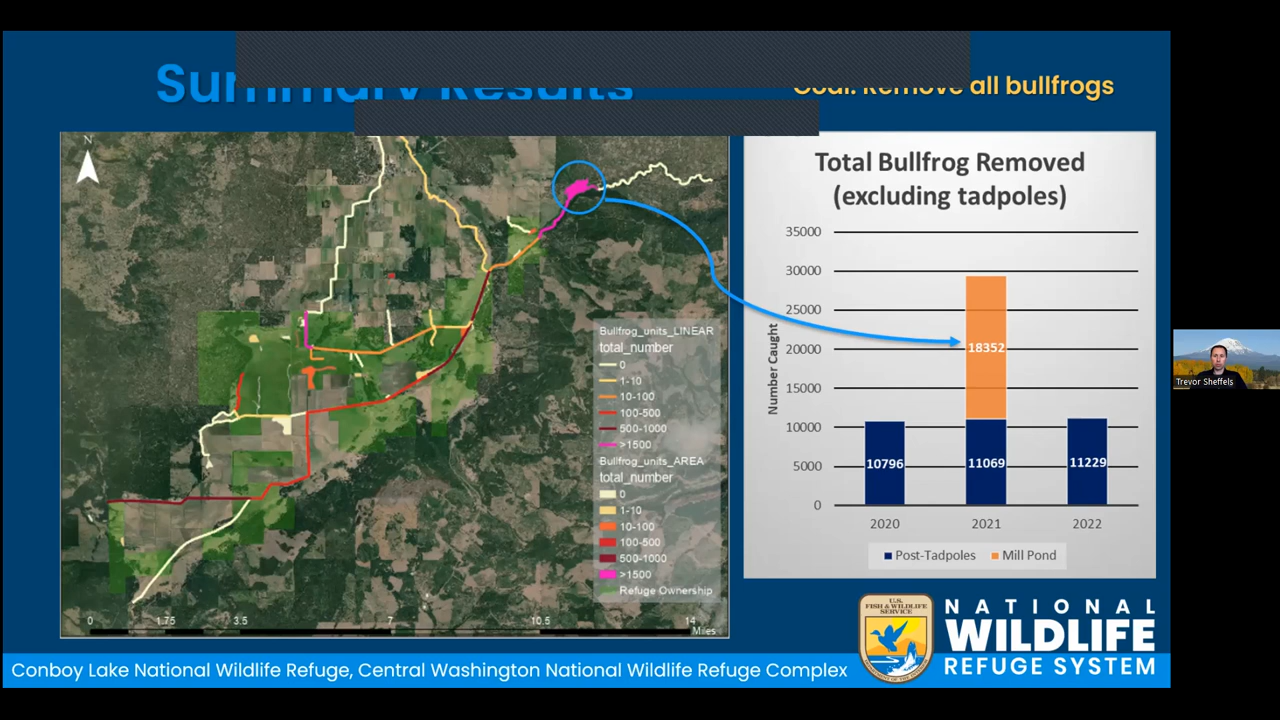 Summary Results
Goal: Remove all bullfrogs
N
Bullfrog_units_LINEAR
total_number
0
1-10
10-100
100-500
500-1000
>1500
Bullfrog_units_AREA
total_number
0
1-10
10-100
100-500
500-1000
>1500
Refuge Ownership
0 1.75 3.5 7 10.5 14
Miles
Total Bullfrog Removed
(excluding tadpoles)
Number Caught
35000
30000
25000
20000
15000
10000
5000
0
18352
10796
11069
11229
2020 2021 2022
Post-Tadpoles Mill Pond
Trevor Sheffels
U.S.
FISH & WILDLIFE
SERVICE
NATIONAL
WILDLIFE
REFUGE SYSTEM
Conboy Lake National Wildlife Refuge, Central Washington National Wildlife Refuge Complex